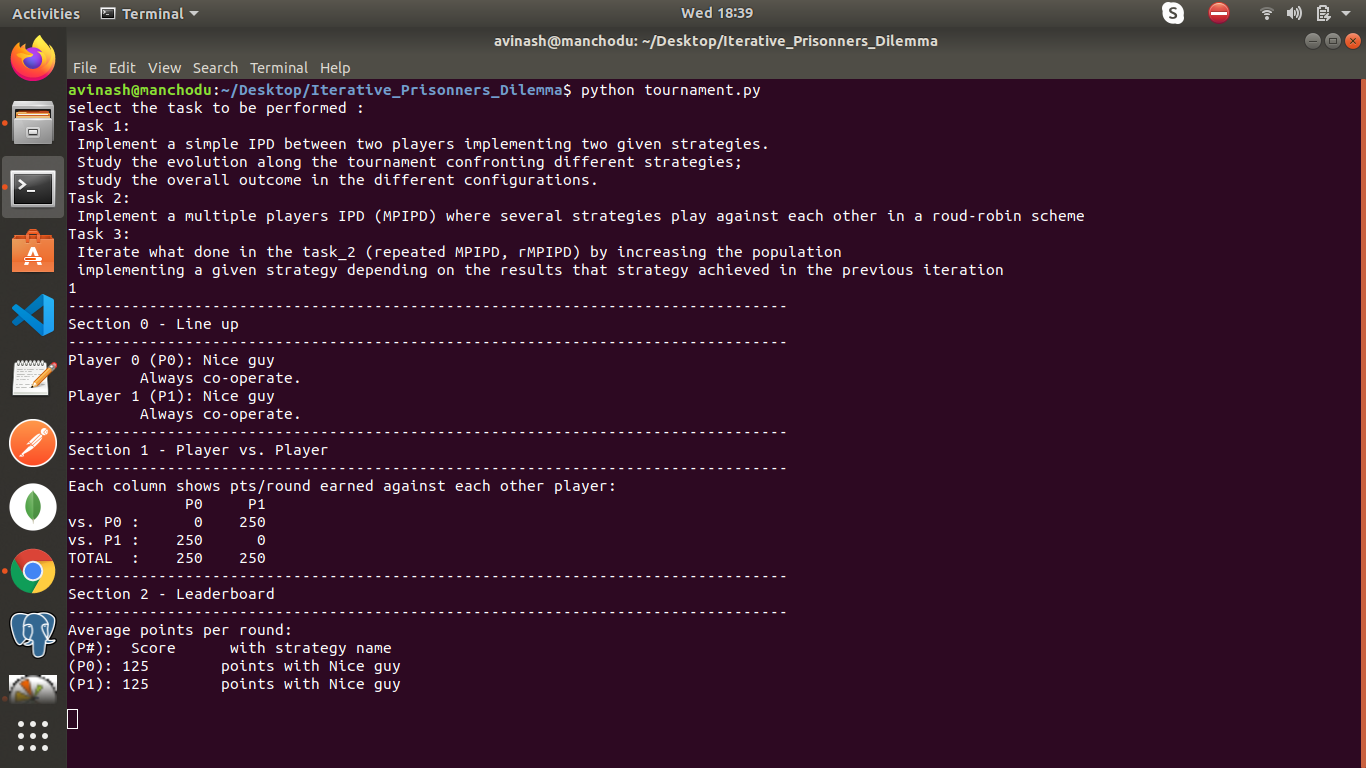 Activities Terminal Wed 18:39
avinash@manchodu: ~/Desktop/Iterative_Prisonners_Dilemma
File Edit View Search Terminal Help
avinash@manchodu:~/Desktop/Iterative_Prisonners_Dilemma$ python tournament.py
select the task to be performed :
Task 1:
 Implement a simple IPD between two players implementing two given strategies.
 Study the evolution along the tournament confronting different strategies;
 study the overall outcome in the different configurations.
Task 2:
 Implement a multiple players IPD (MPIPD) where several strategies play against each other in a roud-robin scheme
Task 3:
 Iterate what done in the task_2 (repeated MPIPD, rMPIPD) by increasing the population
 implementing a given strategy depending on the results that strategy achieved in the previous iteration
1
--------------------------------------------------------------------------------
Section 0 - Line up
--------------------------------------------------------------------------------
Player 0 (P0): Nice guy
        Always co-operate.
Player 1 (P1): Nice guy
        Always co-operate.
--------------------------------------------------------------------------------
Section 1 - Player vs. Player
--------------------------------------------------------------------------------
Each column shows pts/round earned against each other player:
             P0     P1
vs. P0 :      0    250
vs. P1 :    250      0
TOTAL  :    250    250
--------------------------------------------------------------------------------
Section 2 - Leaderboard
--------------------------------------------------------------------------------
Average points per round:
(P#):  Score      with strategy name
(P0): 125        points with Nice guy
(P1): 125        points with Nice guy